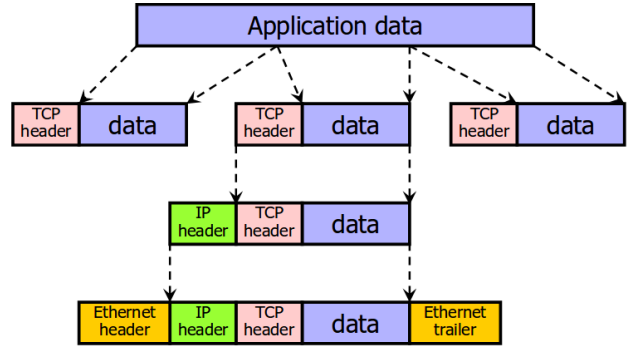 Application data
TCP
header
data
TCP
header
data
TCP
header
data
IP
header
TCP
header
data
Ethernet
header
IP
header
TCP
header
data
Ethernet
trailer